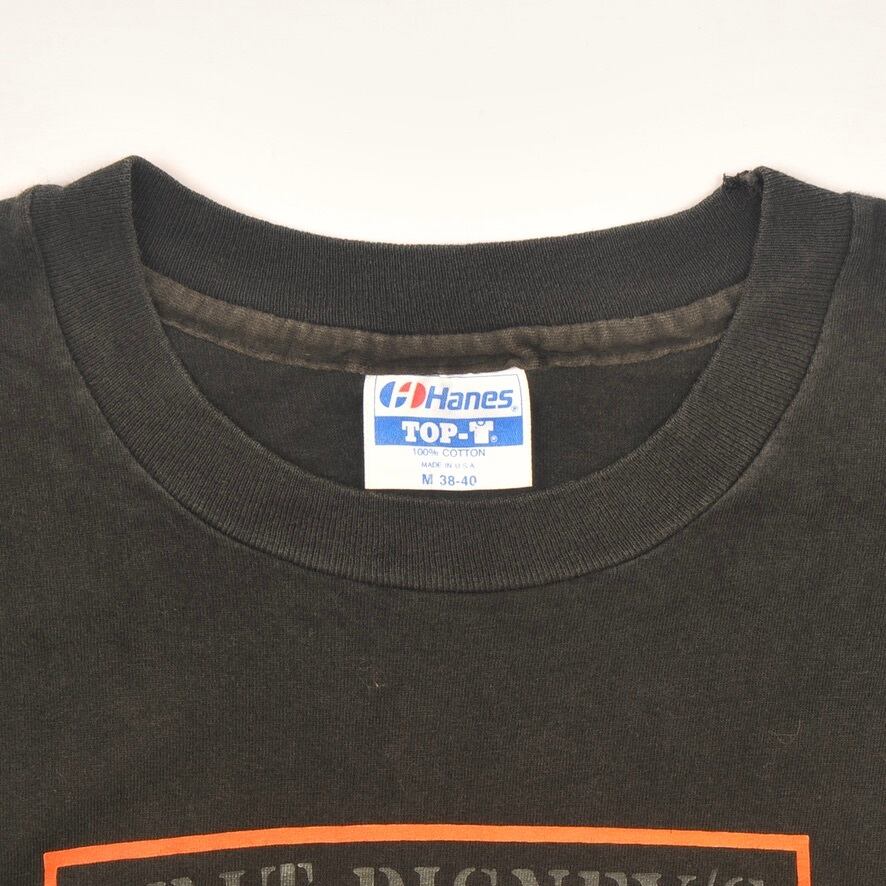 Hanes®
TOP-T®
100% COTTON
MADE IN U.S.A
M 38-40